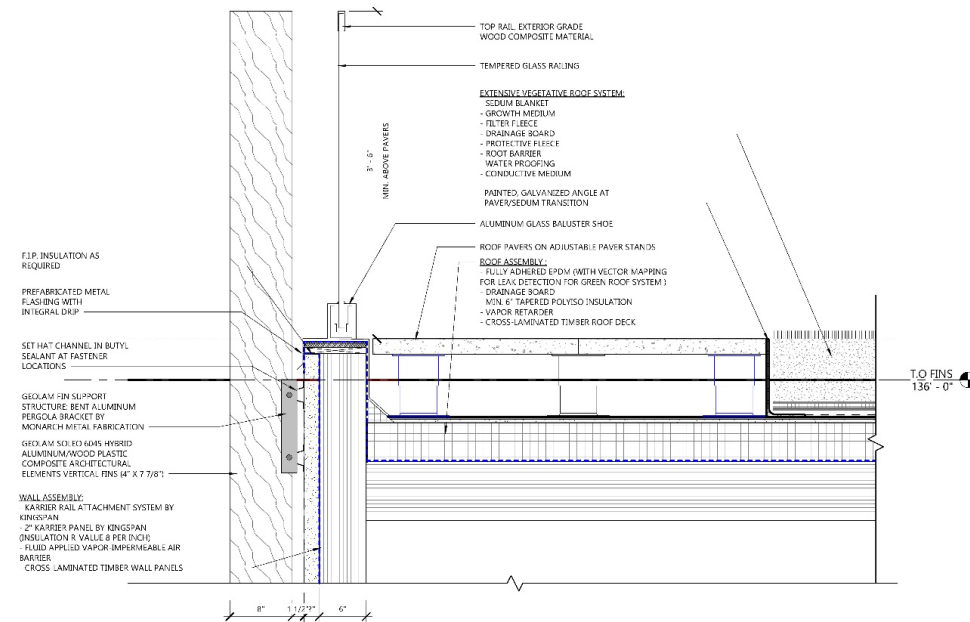 TOP RAIL, EXTERIOR GRADE
WOOD COMPOSITE MATERIAL
TEMPERED GLASS RAILING
EXTENSIVE VEGETATIVE ROOF SYSTEM:
SEDUM BLANKET
- GROWTH MEDIUM
- FILTER FLEECE
- DRAINAGE BOARD
- PROTECTIVE FLEECE
- ROOT BARRIER
WATER PROOFING
- CONDUCTIVE MEDIUM
3' - 6"
MIN. ABOVE PAVERS
PAINTED, GALVANIZED ANGLE AT
PAVER/SEDUM TRANSITION
ALUMINUM GLASS BALUSTER SHOE
ROOF PAVERS ON ADJUSTABLE PAVER STANDS
ROOF ASSEMBLY :
- FULLY ADHERED EPDM (WITH VECTOR MAPPING
FOR LEAK DETECTION FOR GREEN ROOF SYSTEM )
- DRAINAGE BOARD
MIN. 6" TAPERED POLYISO INSULATION
- VAPOR RETARDER
- CROSS-LAMINATED TIMBER ROOF DECK
F.I.P. INSULATION AS
REQUIRED
PREFABRICATED METAL
FLASHING WITH
INTEGRAL DRIP
SET HAT CHANNEL IN BUTYL
SEALANT AT FASTENER
LOCATIONS
GEOLAM FIN SUPPORT
STRUCTURE: BENT ALUMINUM
PERGOLA BRACKET BY
MONARCH METAL FABRICATION
GEOLAM SOLEO 6045 HYBRID
ALUMINUM/WOOD PLASTIC
COMPOSITE ARCHITECTURAL
ELEMENTS VERTICAL FINS (4" X 7 7/8")
WALL ASSEMBLY:
KARRIER RAIL ATTACHMENT SYSTEM BY
KINGSPAN
- 2" KARRIER PANEL BY KINGSPAN
(INSULATION R VALUE 8 PER INCH)
- FLUID APPLIED VAPOR-IMPERMEABLE AIR
BARRIER
CROSS-LAMINATED TIMBER WALL PANELS
T.O FINS
136' - 0"
8" 1 1/2" 2" 6"